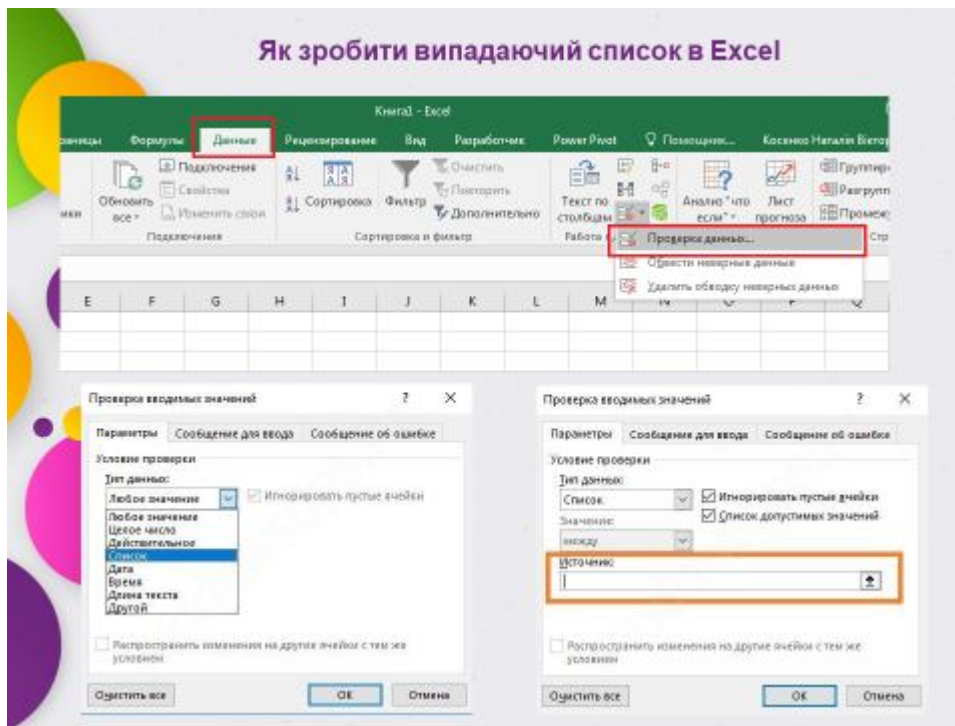 Як зробити випадаючий список в Excel
Книга1 - Excel
Формулы Данные Рецензирование Вид Разработчик Power Pivot Помощник... Косенко Наталія Віктор
Обновить все
Подключения
Свойства
Изменить связи
Подключения
Сортировка
Фильтр
Очистить
Повторить
Дополнительно
Сортировка и фильтр
Текст по столбцам
Работа
Анализ "что если"
Лист прогноза
Группир
Разгрупп
Промеж
Стр
Проверка данных...
Обвести неверные данные
Удалить обводку неверных данных
E F G H I J K L M N O P Q
Проверка вводимых значений ? ×
Параметры Сообщение для ввода Сообщение об ошибке
Условие проверки
Тип данных:
Любое значение Игнорировать пустые ячейки
Любое значение
Целое число
Действительное
Список
Дата
Время
Длина текста
Другой
Распространить изменения на другие ячейки с тем же
условием
Очистить все ОК Отмена
Проверка вводимых значений ? ×
Параметры Сообщение для ввода Сообщение об ошибке
Условие проверки
Тип данных:
Список Игнорировать пустые ячейки
Значение: Список допустимых значений
между
Источник:
Распространить изменения на другие ячейки с тем же
условием
Очистить все ОК Отмена